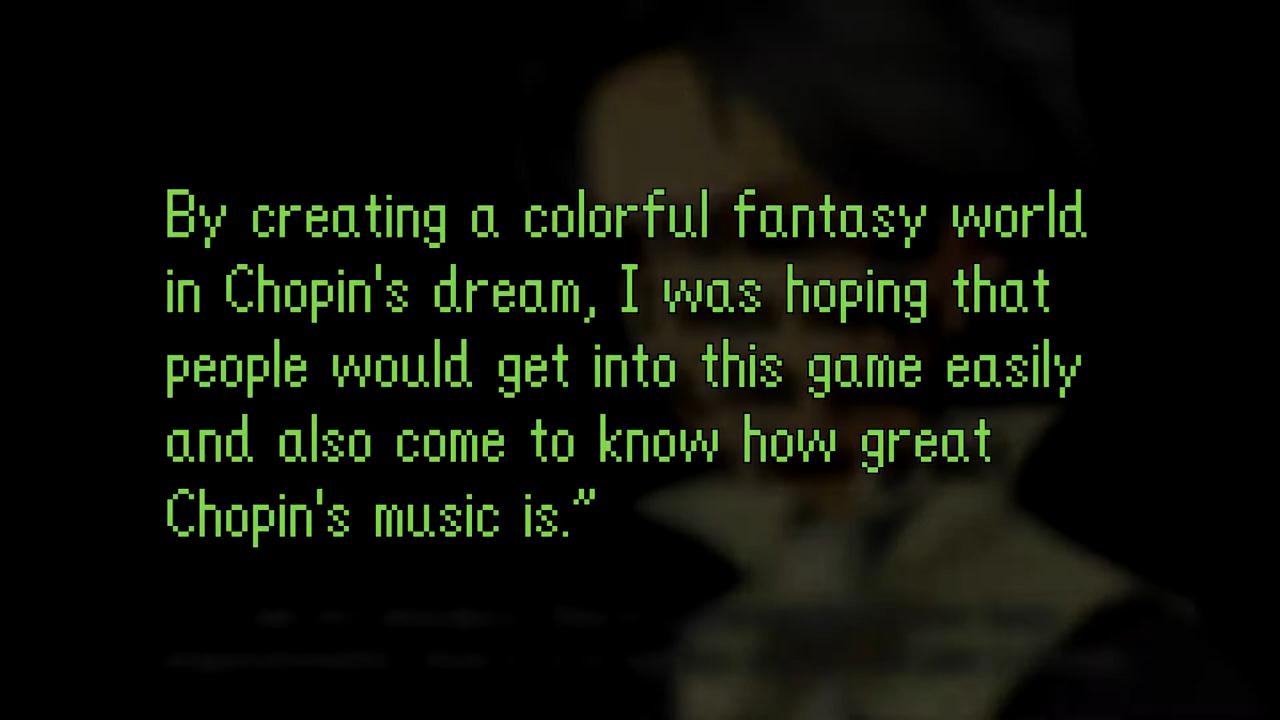 By creating a colorful fantasy world
in Chopin's dream, I was hoping that
people would get into this game easily
and also come to know how great
Chopin's music is.”